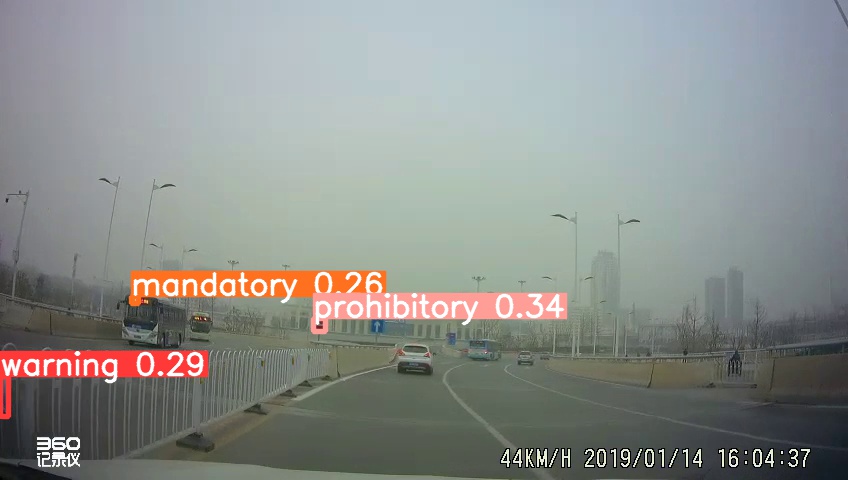 mandatory 0.26
prohibitory 0.34
warning 0.29
360
记录仪
44KM/H 2019/01/14 16:04:37